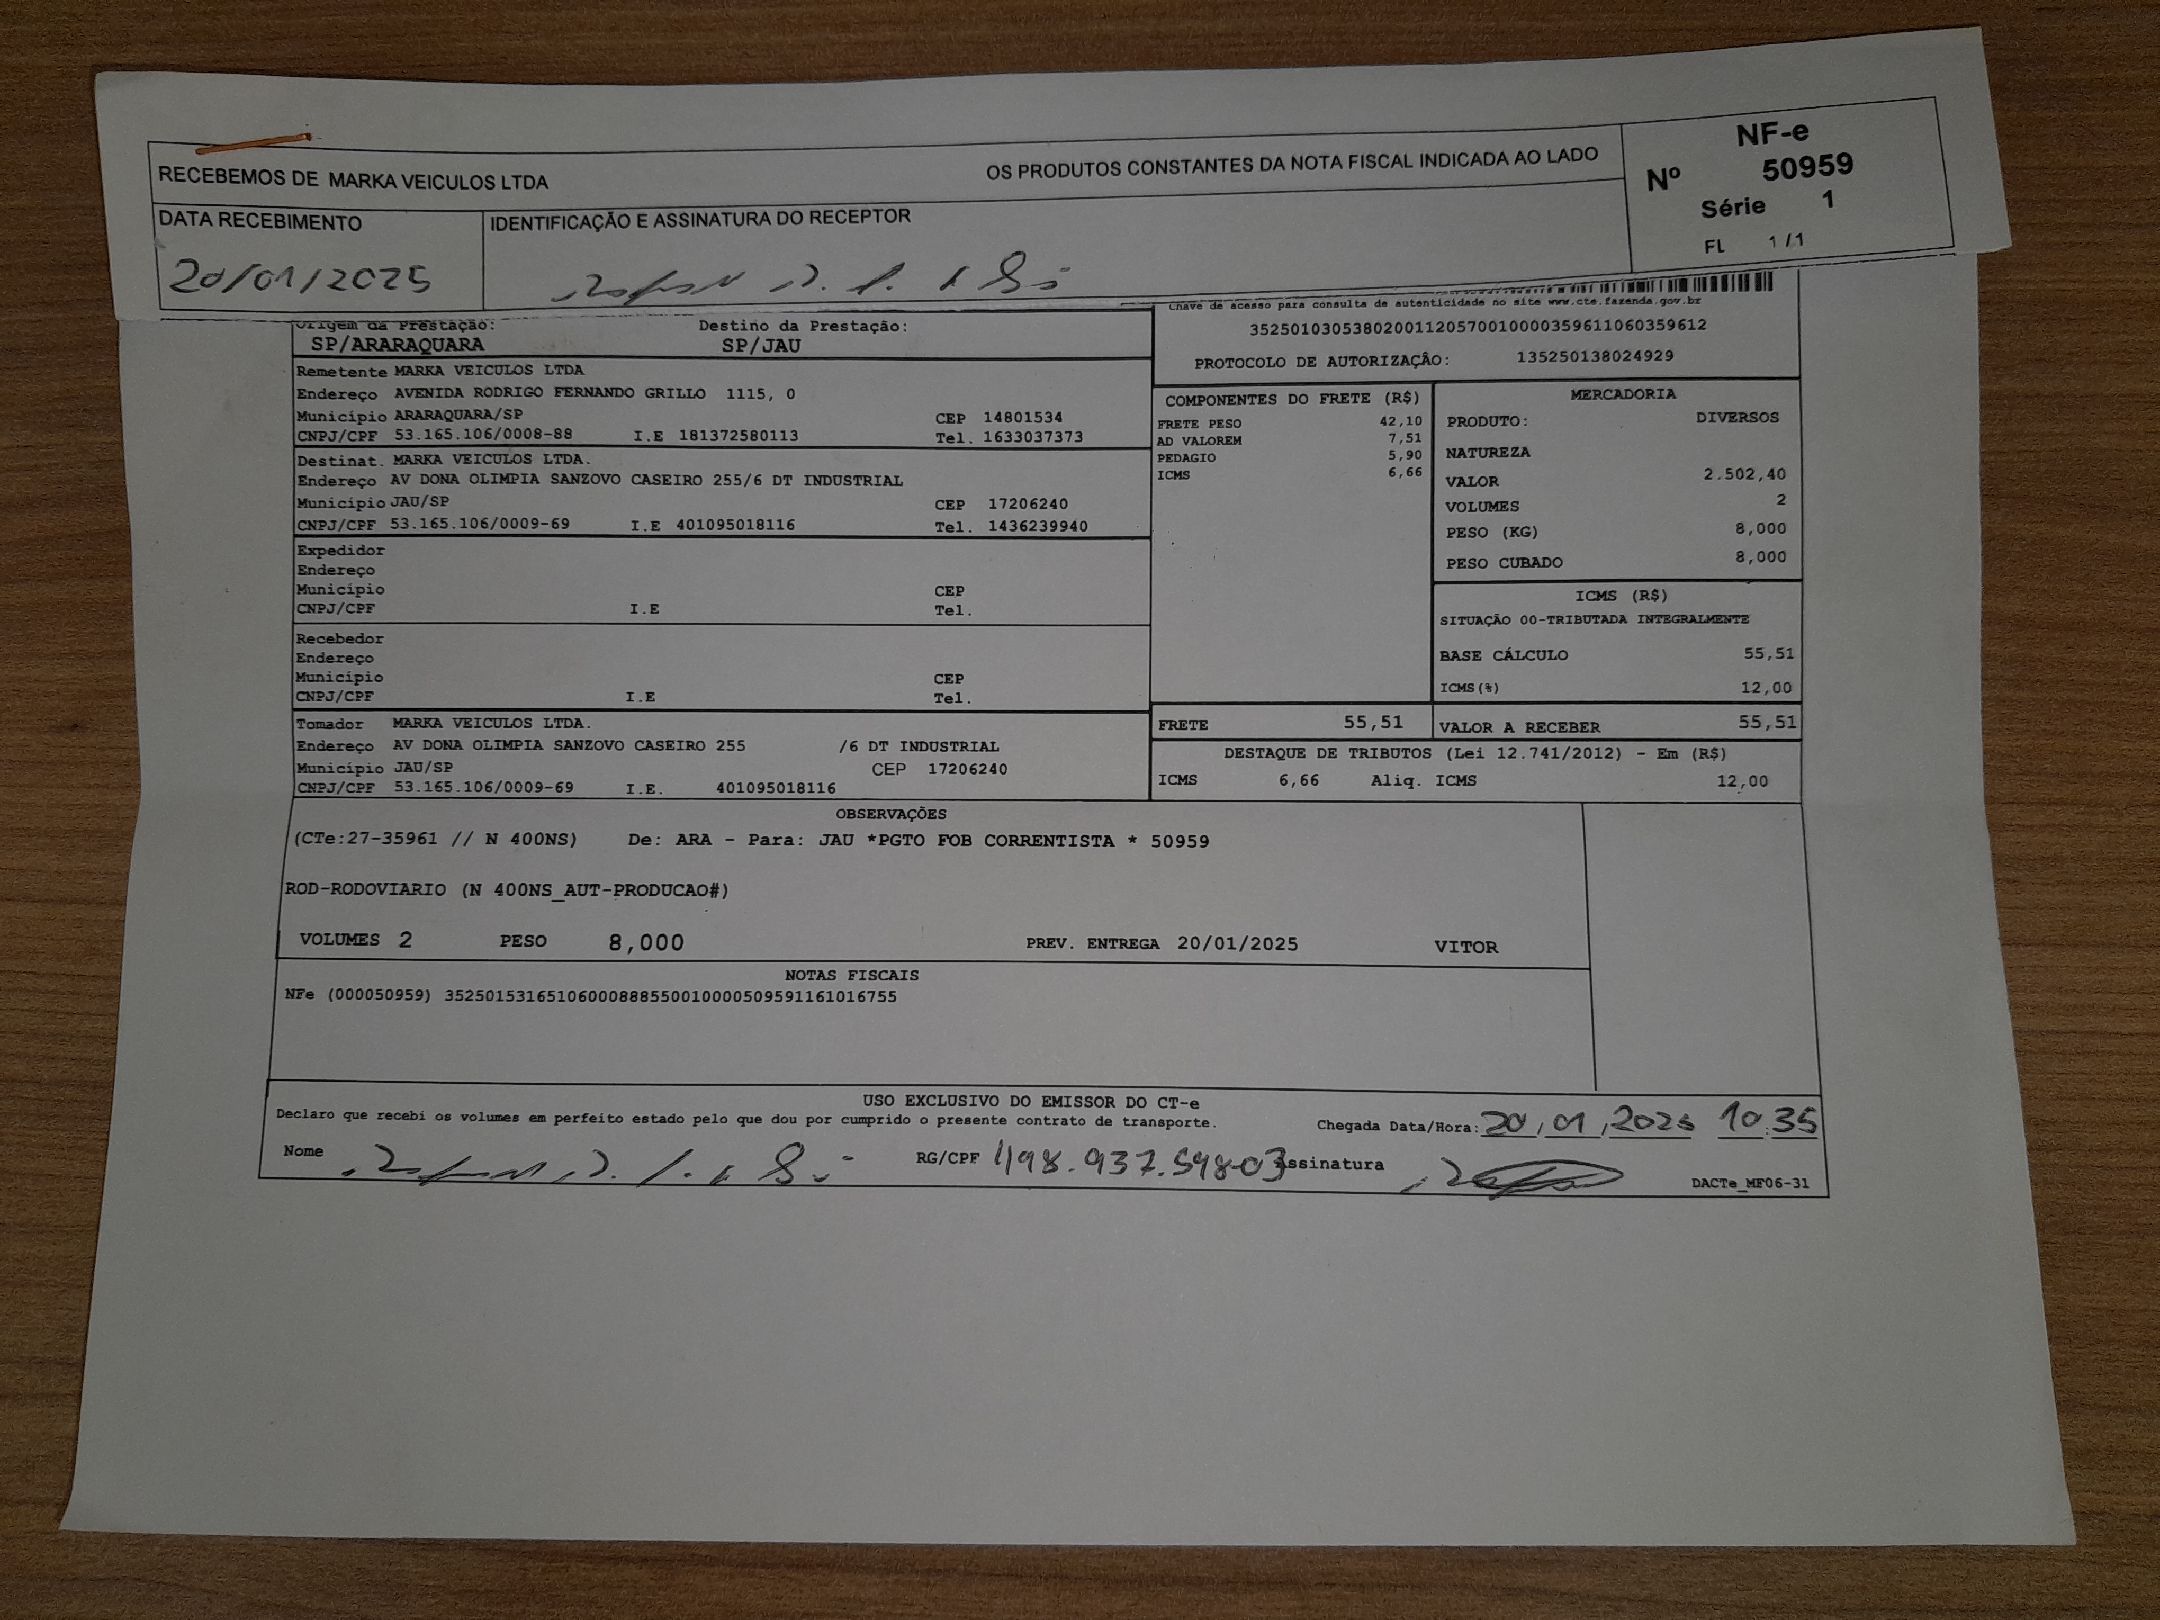 RECEBEMOS DE MARKA VEICULOS LTDA OS PRODUTOS CONSTANTES DA NOTA FISCAL INDICADA AO LADO
NF-e
Nº 50959
Série 1
FL 1 / 1
DATA RECEBIMENTO
20/01/2025
IDENTIFICAÇÃO E ASSINATURA DO RECEPTOR
Chave de acesso para consulta de autenticidade no site www.cte.fazenda.gov.br
35250103053802001120570010000359611060359612
PROTOCOLO DE AUTORIZAÇÃO: 135250138024929
Origem da Prestação: Destino da Prestação:
SP/ARARAQUARA SP/JAU
Remetente MARKA VEICULOS LTDA
Endereço AVENIDA RODRIGO FERNANDO GRILLO 1115, 0
Município ARARAQUARA/SP CEP 14801534
CNPJ/CPF 53.165.106/0008-88 I.E 181372580113 Tel. 1633037373
Destinat. MARKA VEICULOS LTDA.
Endereço AV DONA OLIMPIA SANZOVO CASEIRO 255/6 DT INDUSTRIAL
Município JAU/SP CEP 17206240
CNPJ/CPF 53.165.106/0009-69 I.E 401095018116 Tel. 1436239940
Expedidor
Endereço
Município CEP
CNPJ/CPF I.E Tel.
Recebedor
Endereço
Município CEP
CNPJ/CPF I.E Tel.
Tomador MARKA VEICULOS LTDA.
Endereço AV DONA OLIMPIA SANZOVO CASEIRO 255 /6 DT INDUSTRIAL
Município JAU/SP CEP 17206240
CNPJ/CPF 53.165.106/0009-69 I.E. 401095018116
COMPONENTES DO FRETE (R$)
FRETE PESO 42,10
AD VALOREM 7,51
PEDAGIO 5,90
ICMS 6,66
MERCADORIA
PRODUTO: DIVERSOS
NATUREZA
VALOR 2.502,40
VOLUMES 2
PESO (KG) 8,000
PESO CUBADO 8,000
ICMS (R$)
SITUAÇÃO 00-TRIBUTADA INTEGRALMENTE
BASE CÁLCULO 55,51
ICMS(%) 12,00
FRETE 55,51 VALOR A RECEBER 55,51
DESTAQUE DE TRIBUTOS (Lei 12.741/2012) - Em (R$)
ICMS 6,66 Aliq. ICMS 12,00
OBSERVAÇÕES
(CTe:27-35961 // N 400NS) De: ARA - Para: JAU *PGTO FOB CORRENTISTA * 50959
ROD-RODOVIARIO (N 400NS_AUT-PRODUCAO#)
VOLUMES 2 PESO 8,000 PREV. ENTREGA 20/01/2025 VITOR
NOTAS FISCAIS
NFe (000050959) 35250153165106000888550010000509591161016755
USO EXCLUSIVO DO EMISSOR DO CT-e
Declaro que recebi os volumes em perfeito estado pelo que dou por cumprido o presente contrato de transporte. Chegada Data/Hora: 20/01/2025 10:35
Nome RG/CPF 498.937.598-03 Assinatura
DACTe_MF06-31